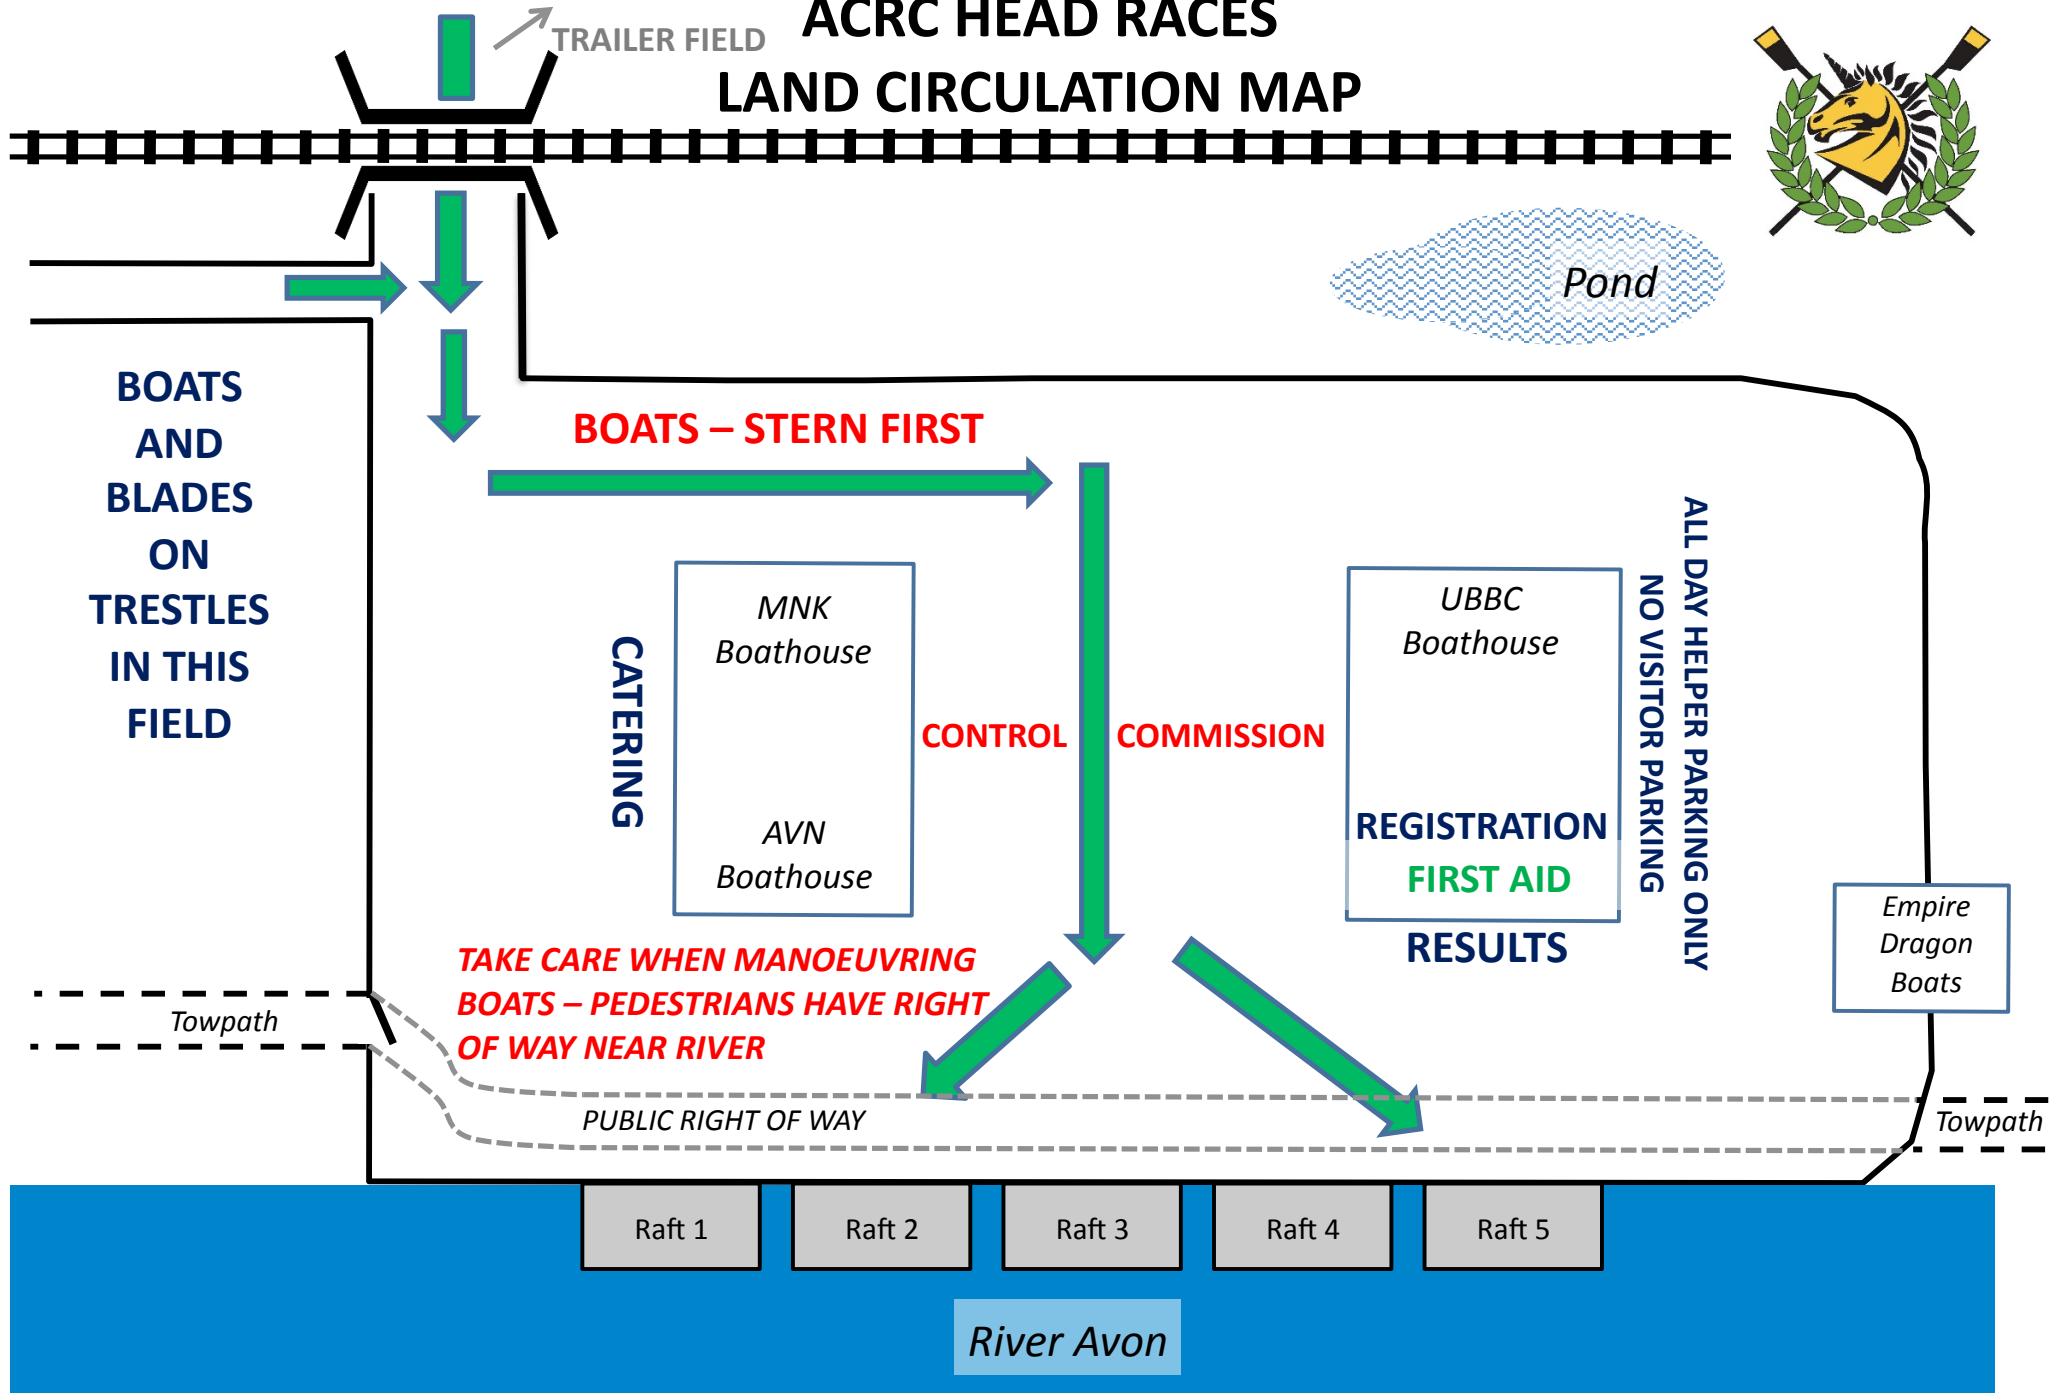 ACRC HEAD RACES
LAND CIRCULATION MAP
TRAILER FIELD
Pond
BOATS
AND
BLADES
ON
TRESTLES
IN THIS
FIELD
BOATS – STERN FIRST
CATERING
MNK
Boathouse
AVN
Boathouse
CONTROL
COMMISSION
UBBC
Boathouse
REGISTRATION
FIRST AID
RESULTS
ALL DAY HELPER PARKING ONLY
NO VISITOR PARKING
Empire
Dragon
Boats
TAKE CARE WHEN MANOEUVRING
BOATS – PEDESTRIANS HAVE RIGHT
OF WAY NEAR RIVER
Towpath
PUBLIC RIGHT OF WAY
Towpath
Raft 1
Raft 2
Raft 3
Raft 4
Raft 5
River Avon